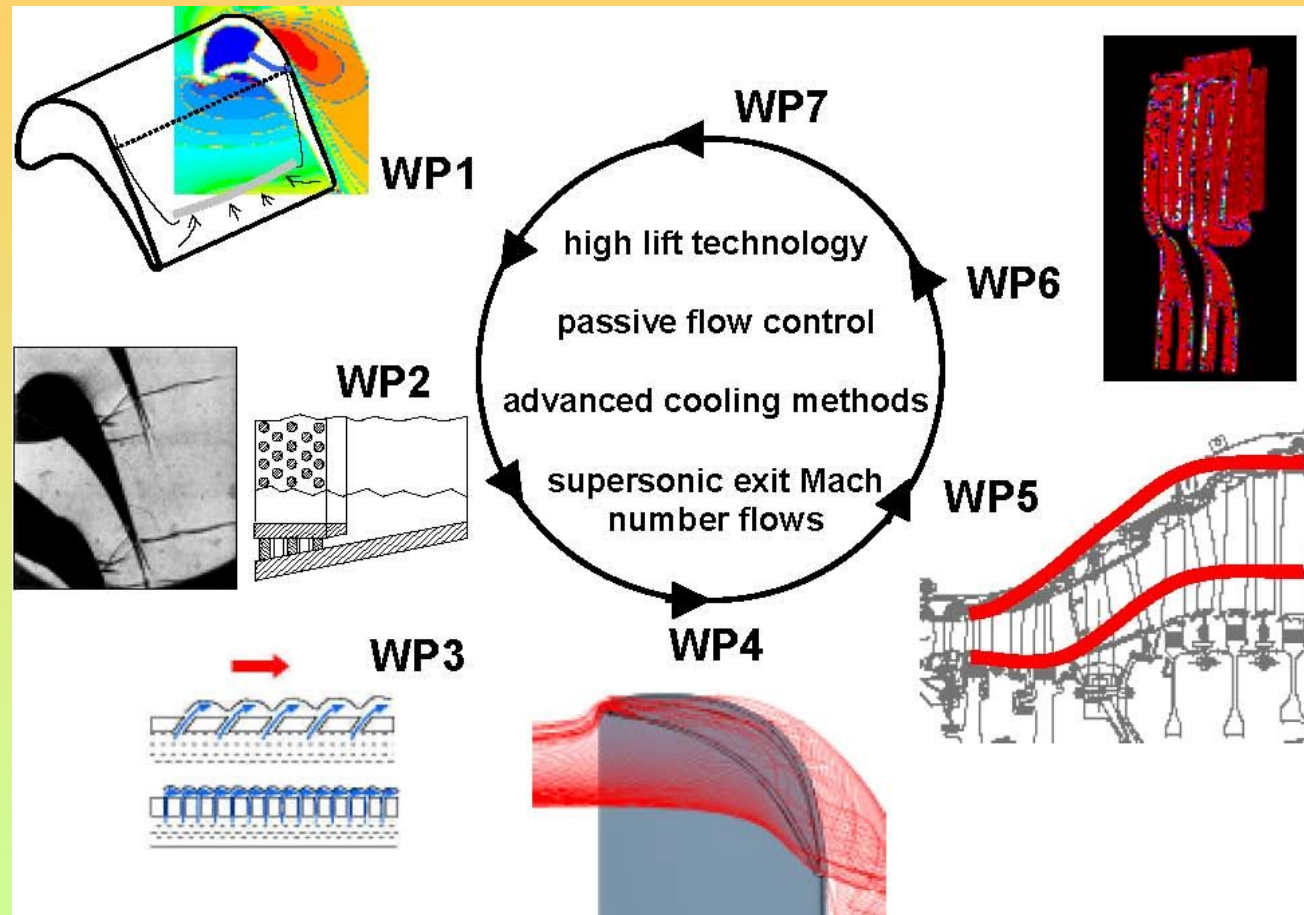 WP7
WP1
high lift technology
WP6
passive flow control
WP2
advanced cooling methods
supersonic exit Mach
number flows
WP5
WP3
WP4